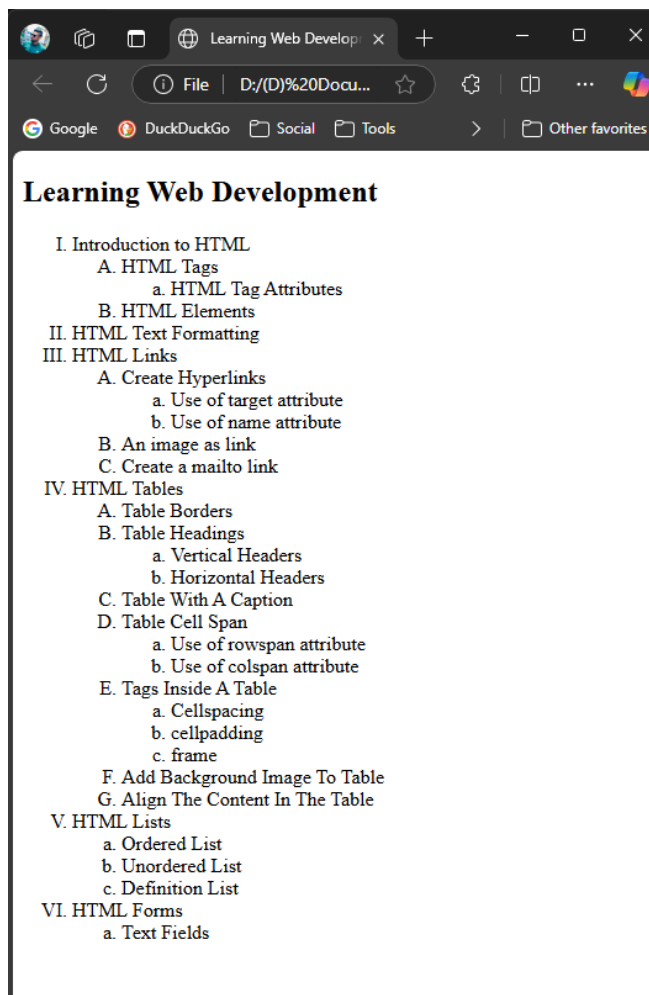 Learning Web Develop
File | D:/(D)%20Docu...
Google DuckDuckGo Social Tools > Other favorites
Learning Web Development
I. Introduction to HTML
A. HTML Tags
a. HTML Tag Attributes
B. HTML Elements
II. HTML Text Formatting
III. HTML Links
A. Create Hyperlinks
a. Use of target attribute
b. Use of name attribute
B. An image as link
C. Create a mailto link
IV. HTML Tables
A. Table Borders
B. Table Headings
a. Vertical Headers
b. Horizontal Headers
C. Table With A Caption
D. Table Cell Span
a. Use of rowspan attribute
b. Use of colspan attribute
E. Tags Inside A Table
a. Cellspacing
b. cellpadding
c. frame
F. Add Background Image To Table
G. Align The Content In The Table
V. HTML Lists
a. Ordered List
b. Unordered List
c. Definition List
VI. HTML Forms
a. Text Fields